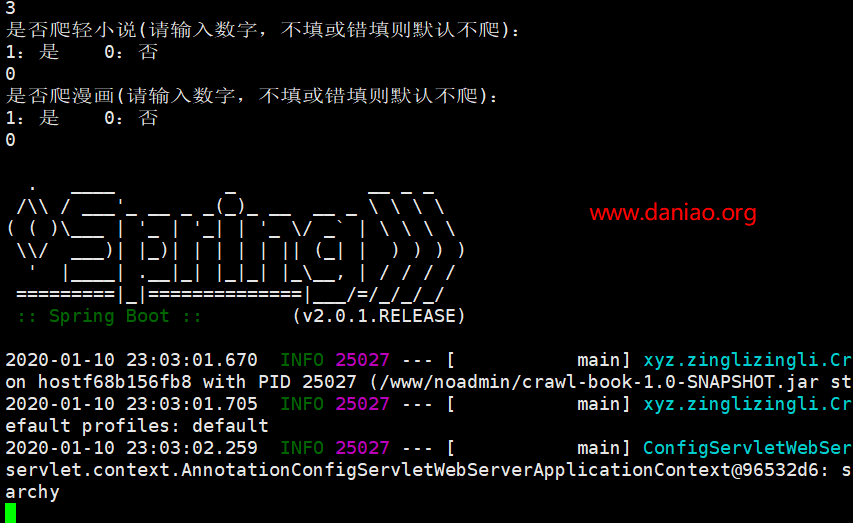 3
是否爬轻小说(请输入数字，不填或错填则默认不爬)：
1：是    0：否
0
是否爬漫画(请输入数字，不填或错填则默认不爬)：
1：是    0：否
0
  .   ____          _            __ _ _
 /\\ / ___'_ __ _ _(_)_ __  __ _ \ \ \ \
( ( )\___ | '_ | '_| | '_ \/ _` | \ \ \ \
 \\/  ___)| |_)| | | | | || (_| |  ) ) ) )
  '  |____| .__|_| |_|_| |_\__, | / / / /
 =========|_|==============|___/=/_/_/_/
 :: Spring Boot ::        (v2.0.1.RELEASE)
www.daniao.org
2020-01-10 23:03:01.670  INFO 25027 --- [           main] xyz.zinglizingli.Cr
on hostf68b156fb8 with PID 25027 (/www/noadmin/crawl-book-1.0-SNAPSHOT.jar st
2020-01-10 23:03:01.705  INFO 25027 --- [           main] xyz.zinglizingli.Cr
efault profiles: default
2020-01-10 23:03:02.259  INFO 25027 --- [           main] ConfigServletWebSer
servlet.context.AnnotationConfigServletWebServerApplicationContext@96532d6: s
archy